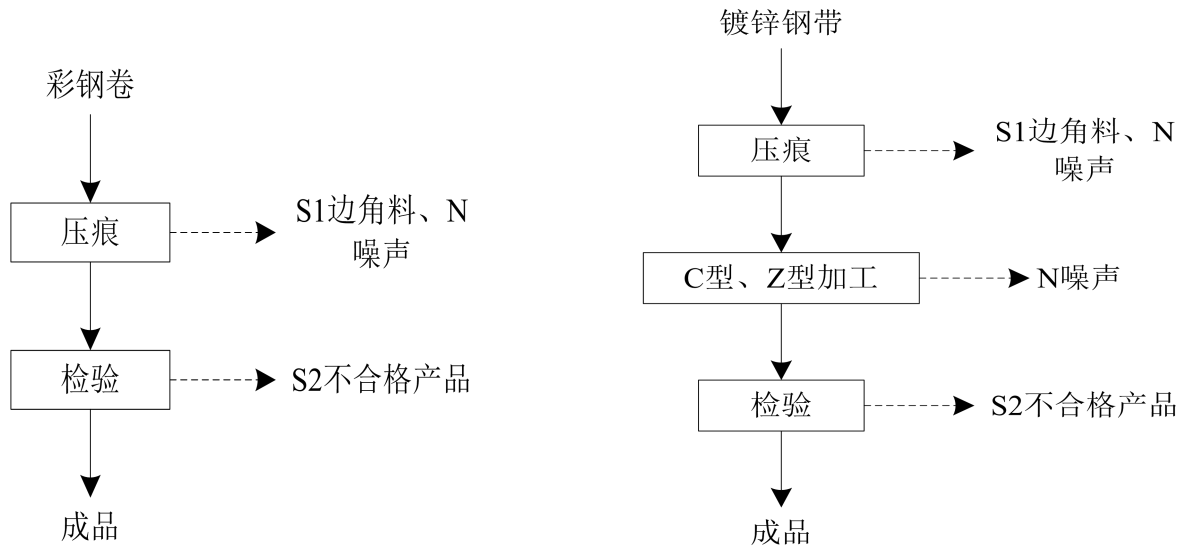 彩钢卷
压痕
S1边角料、N
噪声
检验
S2不合格产品
成品
镀锌钢带
压痕
S1边角料、N
噪声
C型、Z型加工
N噪声
检验
S2不合格产品
成品